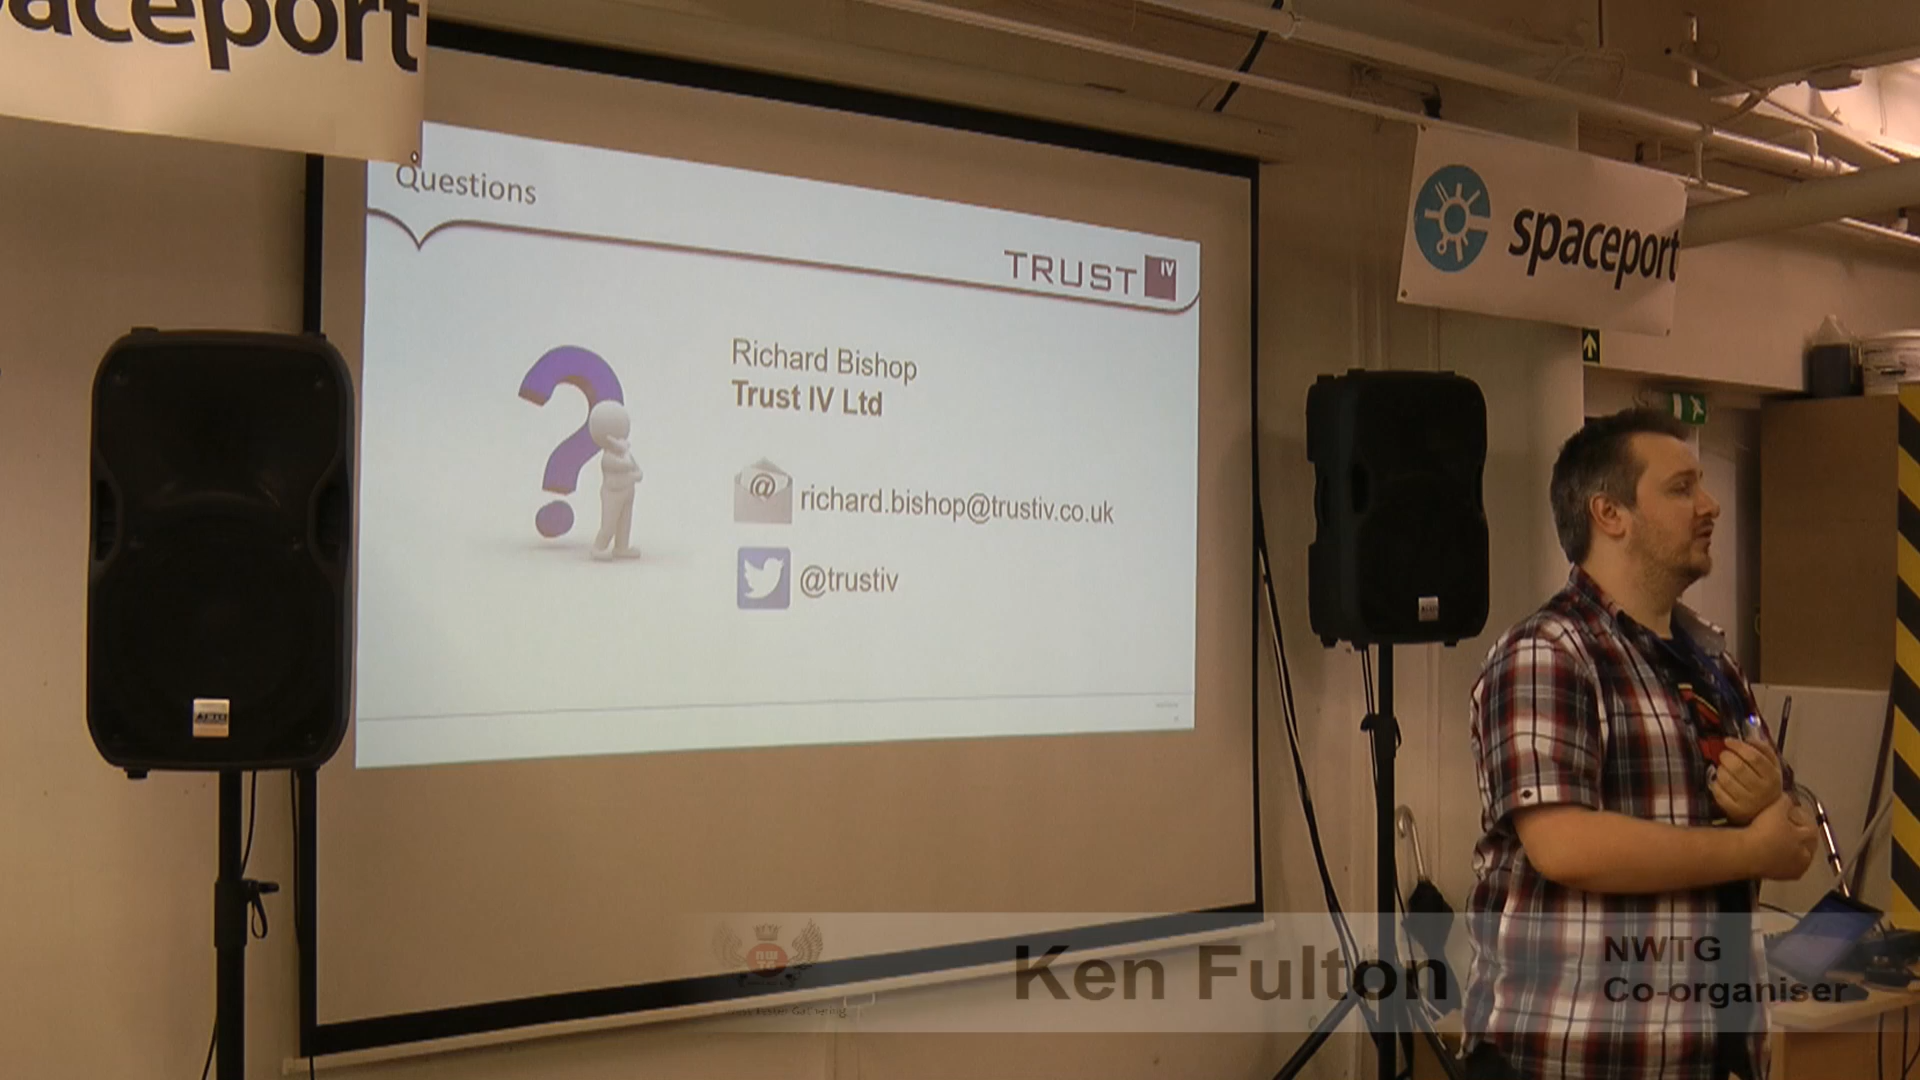 spaceport
Questions
TRUST IV
Richard Bishop
Trust IV Ltd
@
richard.bishop@trustiv.co.uk
@trustiv
spaceport
Ken Fulton
NWTG
Co-organiser